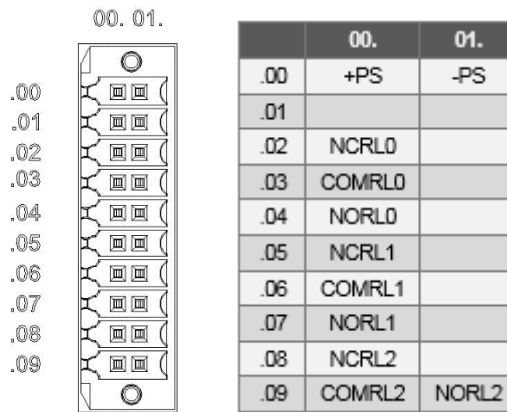 00. 01.
.00
.01
.02
.03
.04
.05
.06
.07
.08
.09
00. 01.
.00 +PS -PS
.01
.02 NCRL0
.03 COMRL0
.04 NORL0
.05 NCRL1
.06 COMRL1
.07 NORL1
.08 NCRL2
.09 COMRL2 NORL2